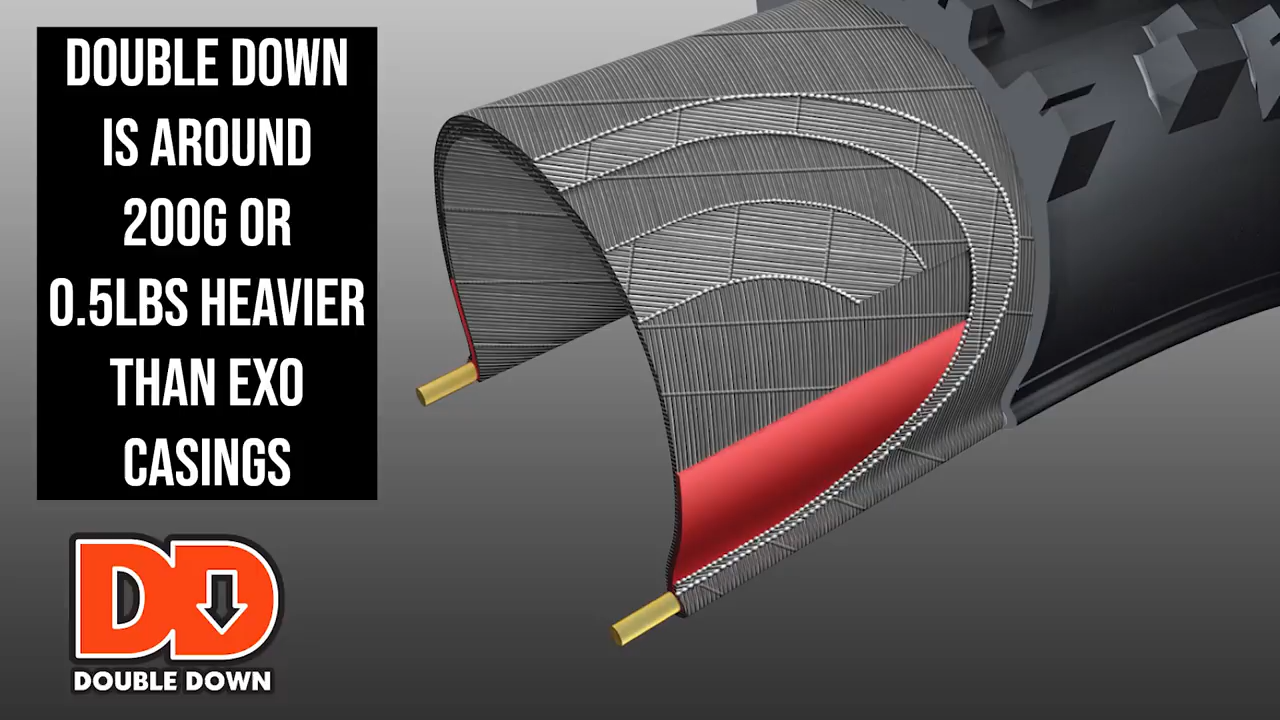 DOUBLE DOWN
IS AROUND
200G OR
0.5LBS HEAVIER
THAN EXO
CASINGS
DD
DOUBLE DOWN